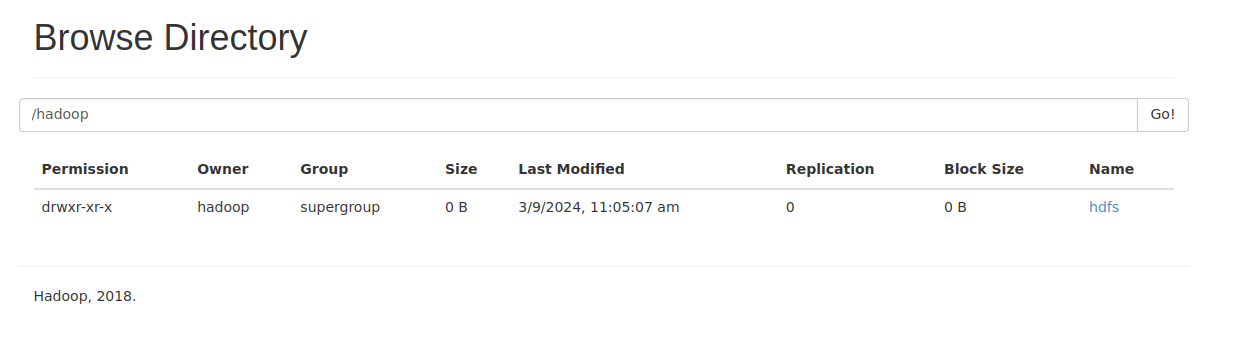 Browse Directory
/hadoop Go!
Permission Owner Group Size Last Modified Replication Block Size Name
drwxr-xr-x hadoop supergroup 0 B 3/9/2024, 11:05:07 am 0 0 B hdfs
Hadoop, 2018.